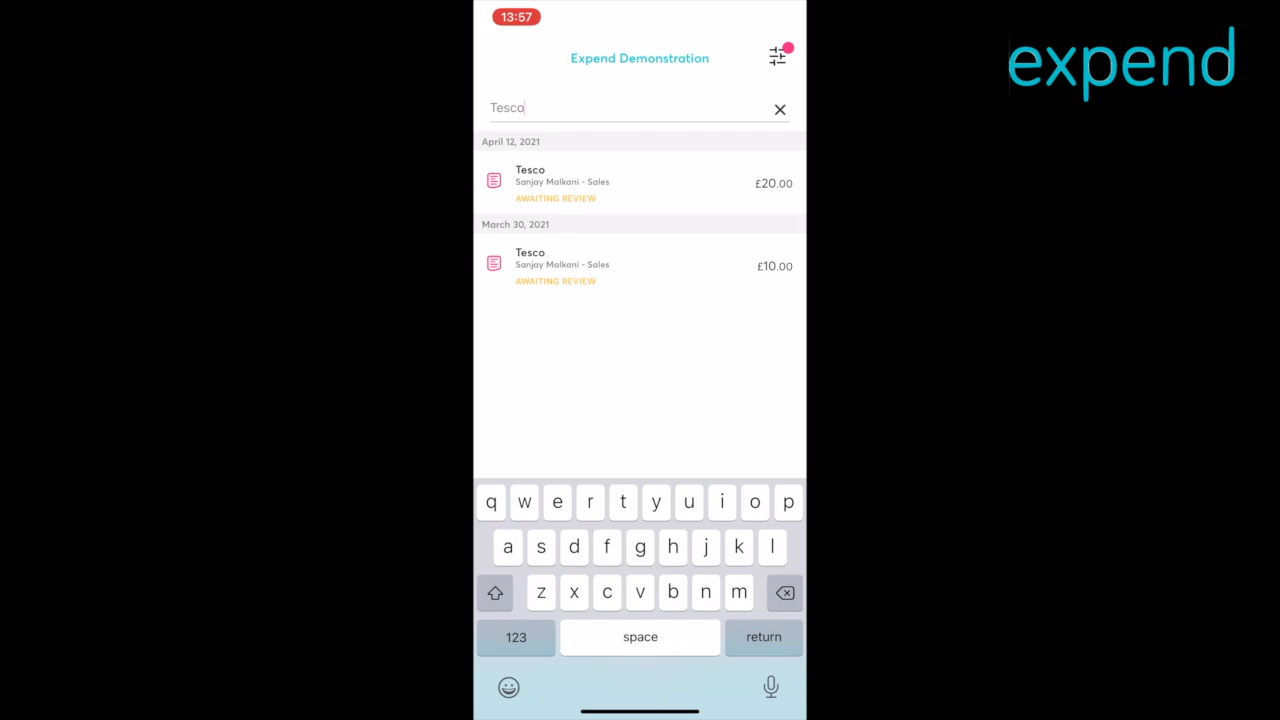 13:57
expend
Expend Demonstration
Tesco
April 12, 2021
Tesco
Sanjay Malkani - Sales
£20.00
AWAITING REVIEW
March 30, 2021
Tesco
Sanjay Malkani - Sales
£10.00
AWAITING REVIEW
q w e r t y u i o p
a s d f g h j k l
z x c v b n m
123 space return